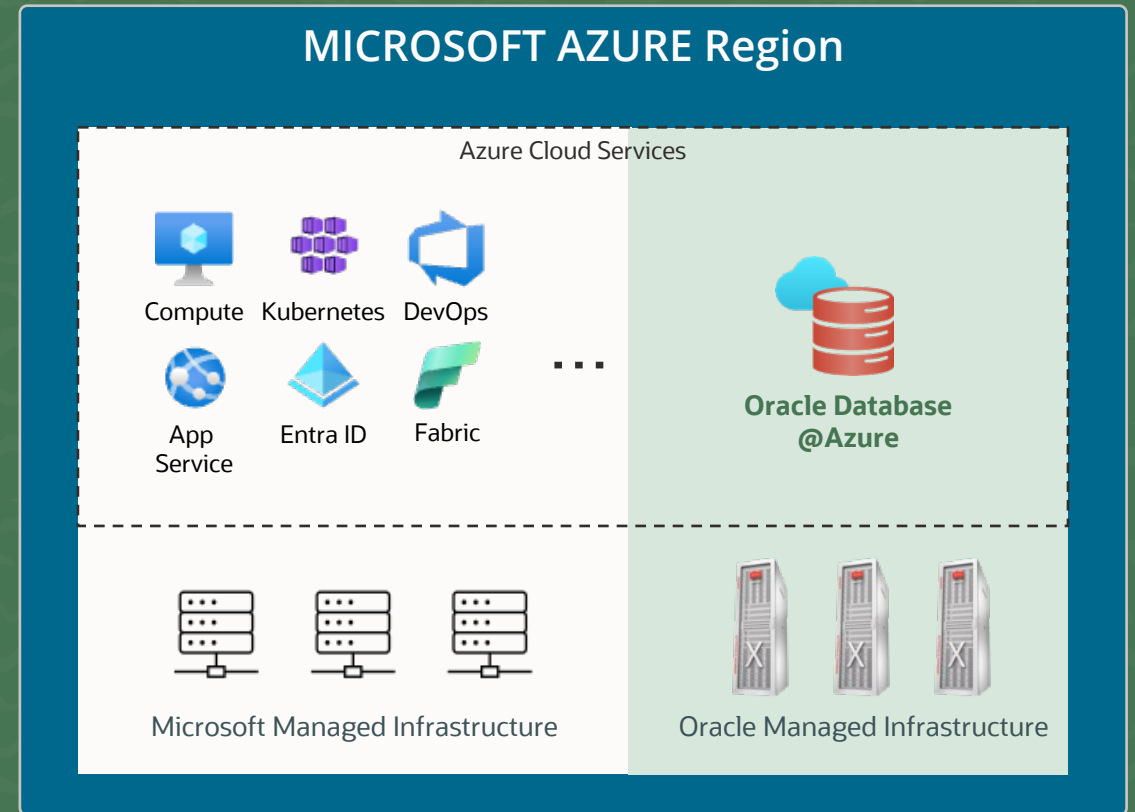 MICROSOFT AZURE Region
Azure Cloud Services
Compute
Kubernetes
DevOps
App
Service
Entra ID
Fabric
...
Oracle Database
@Azure
Microsoft Managed Infrastructure
Oracle Managed Infrastructure
X
X
X